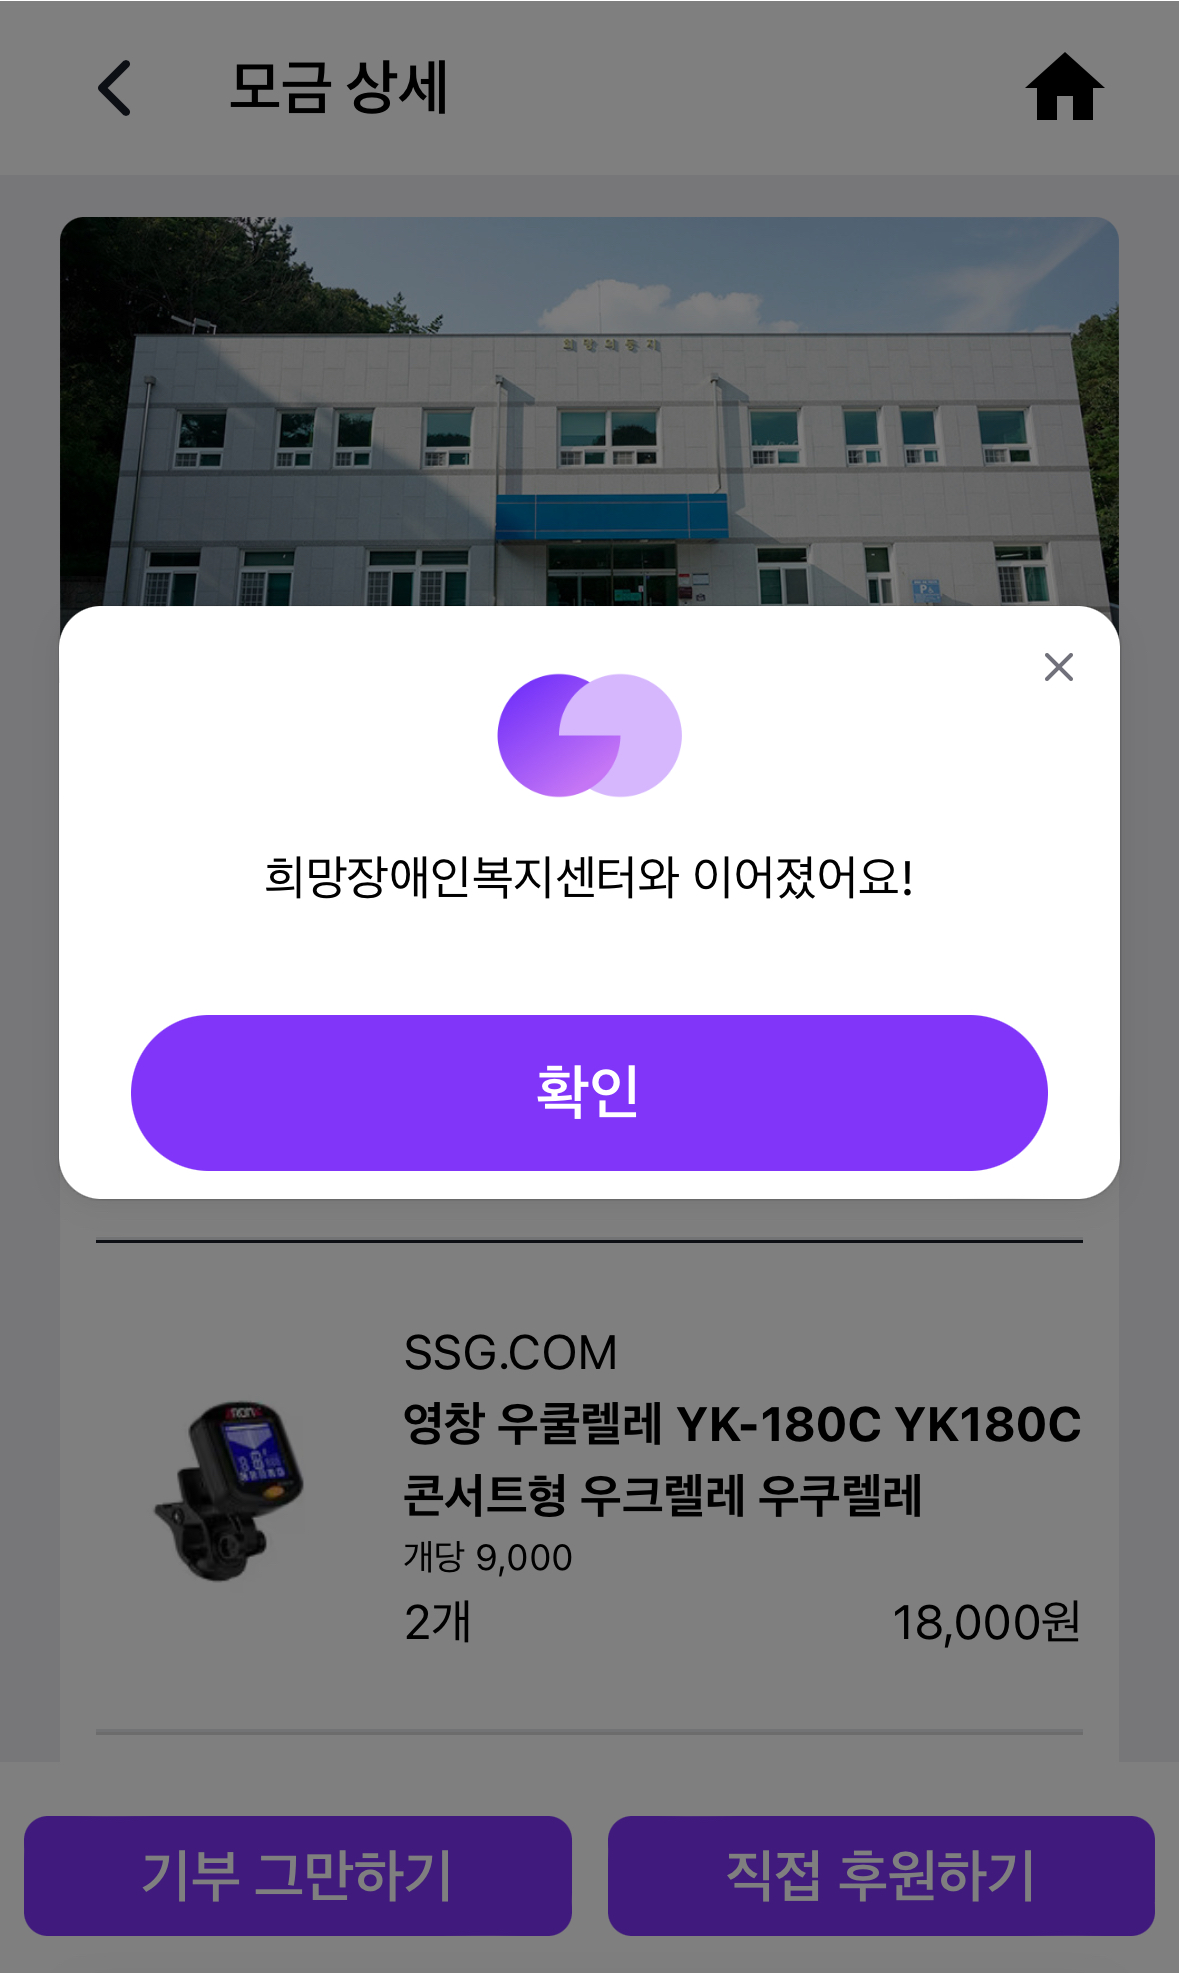 모금 상세
희망장애인복지센터와 이어졌어요!
확인
SSG.COM
영창 우쿨렐레 YK-180C YK180C
콘서트형 우크렐레 우쿠렐레
개당 9,000
2개 18,000원
기부 그만하기 직접 후원하기